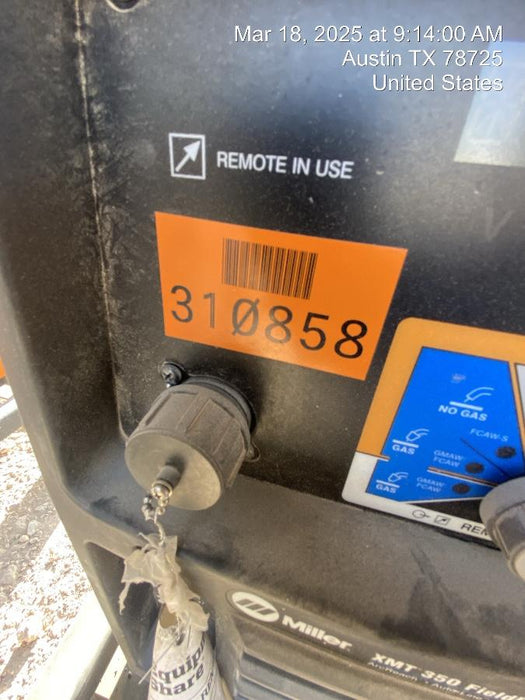 Mar 18, 2025 at 9:14:00 AM
Austin TX 78725
United States
REMOTE IN USE
310858
NO GAS
FCAW-S
GAS
GMAW-
FCAW
GAS
GMAW-
FCAW
Miller
XMT 350
Share